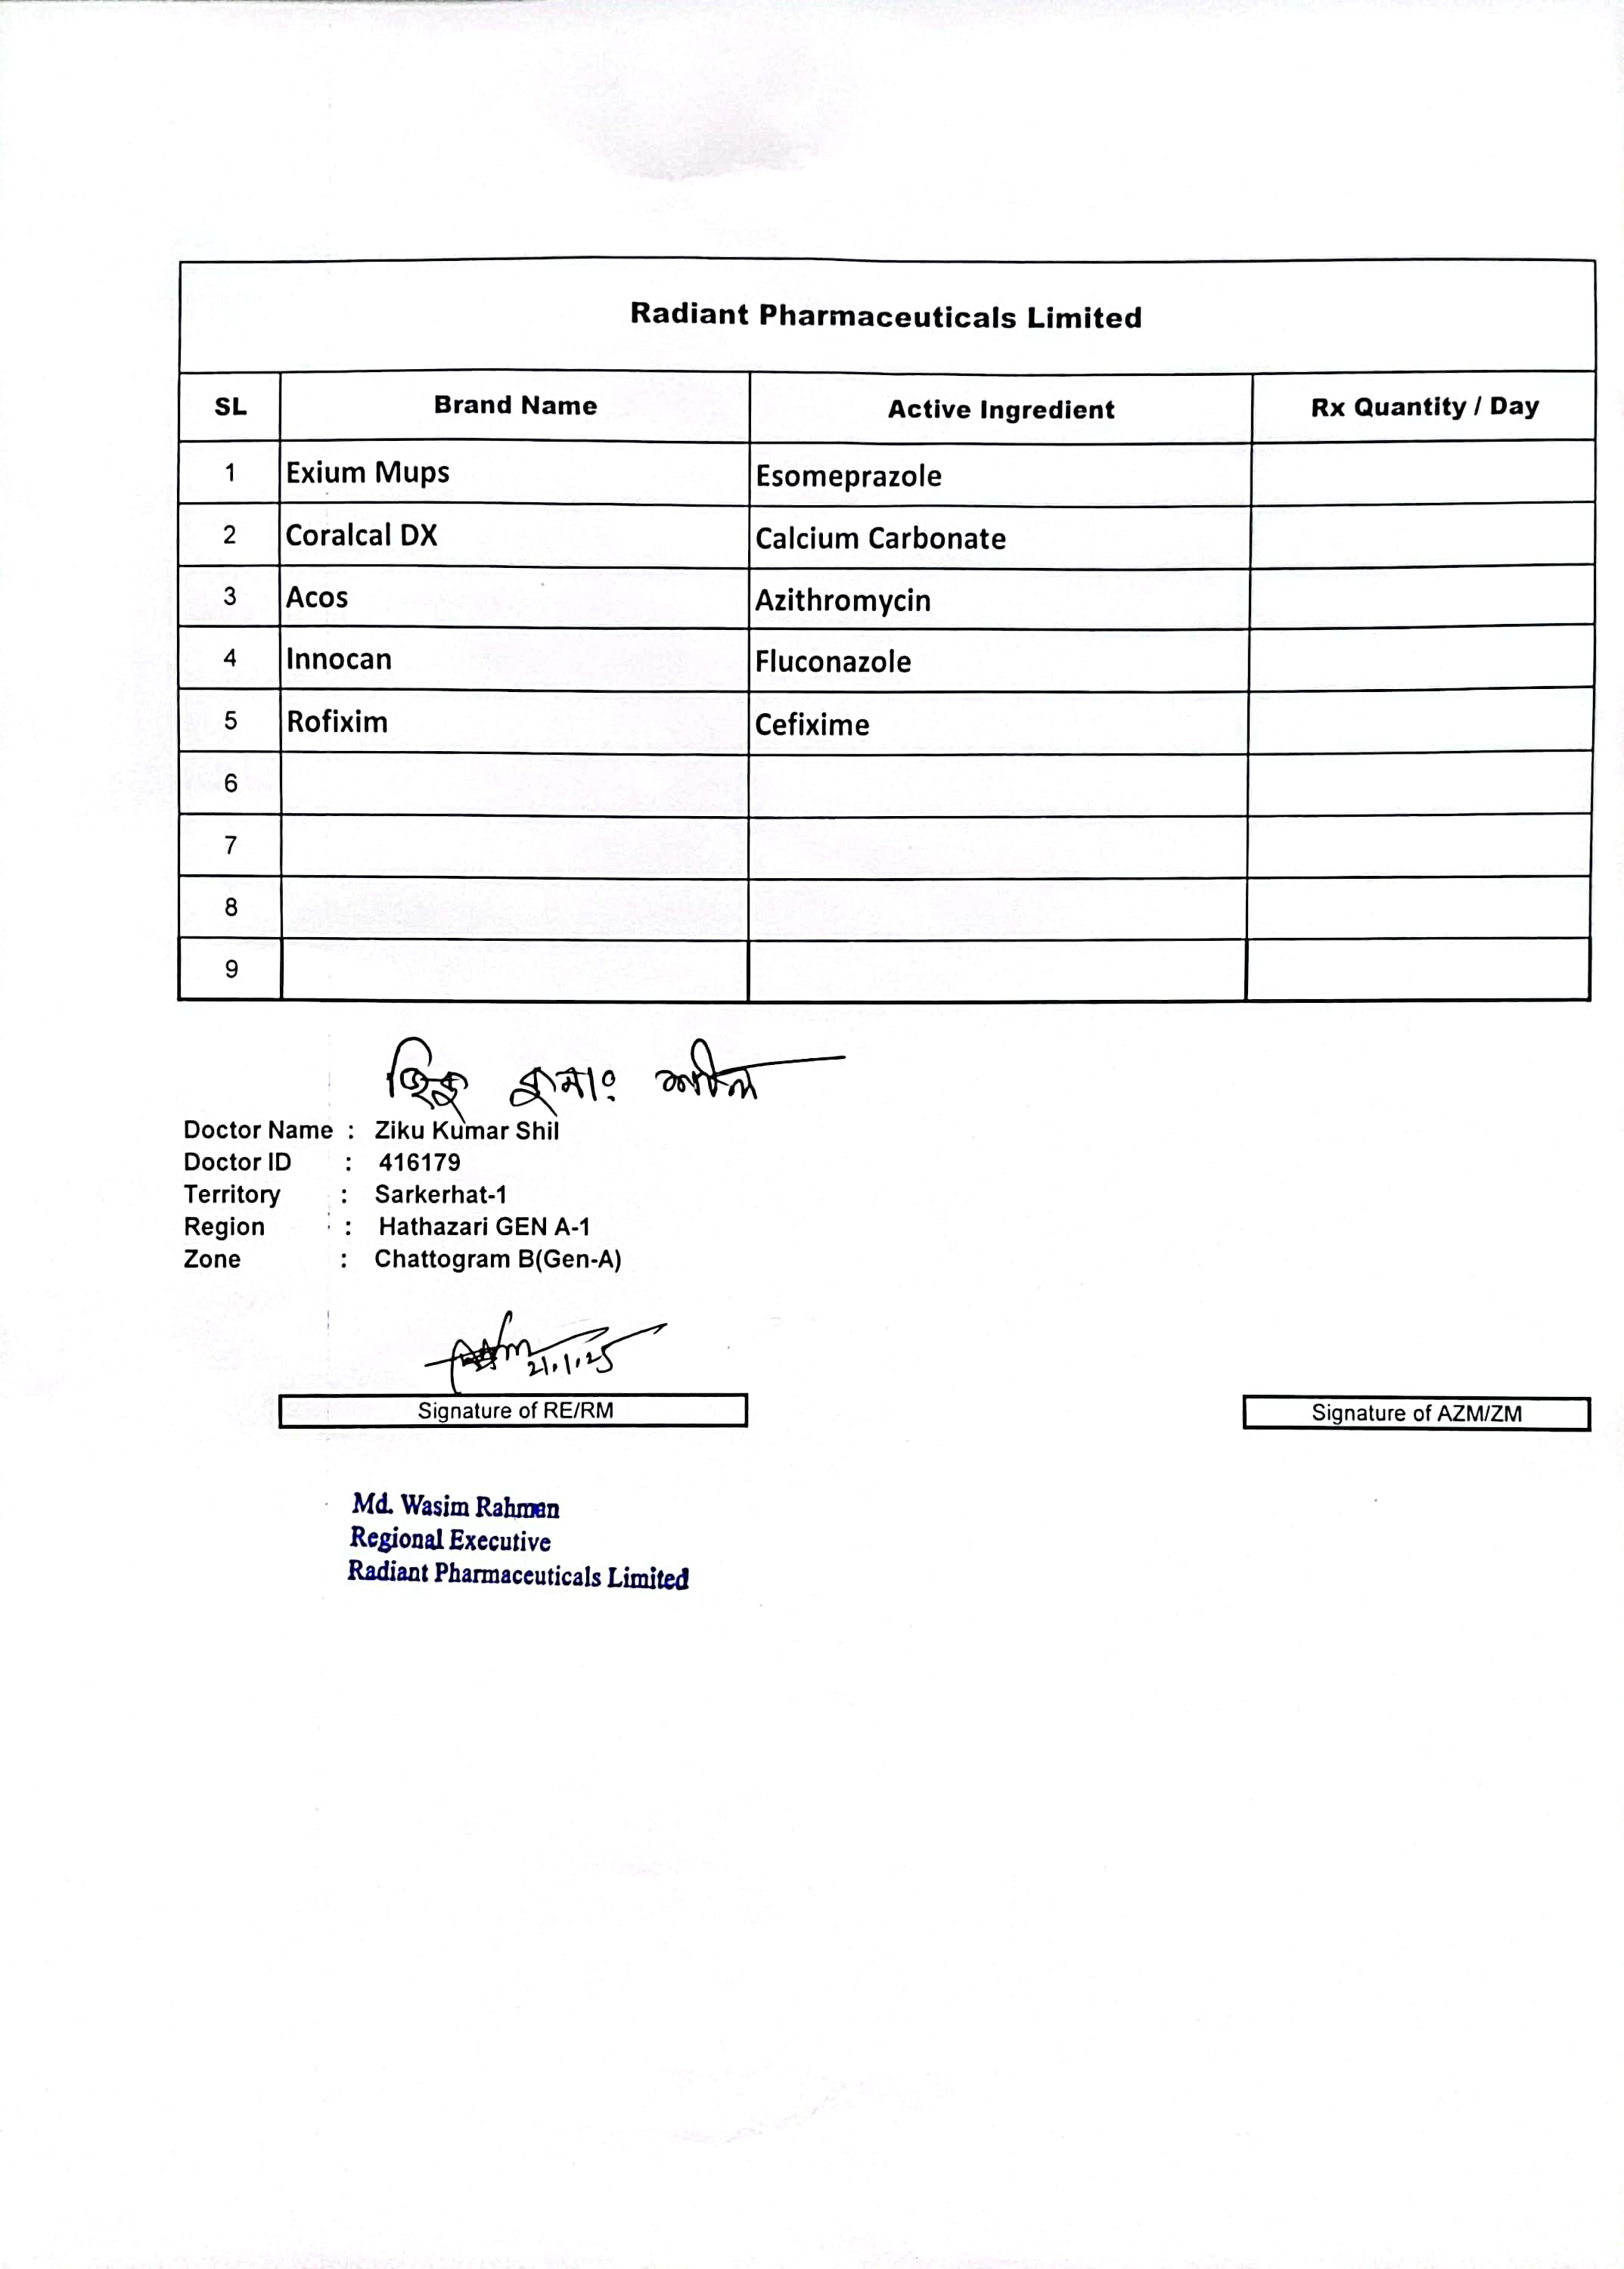 Radiant Pharmaceuticals Limited
SL Brand Name Active Ingredient Rx Quantity / Day
1 Exium Mups Esomeprazole
2 Coralcal DX Calcium Carbonate
3 Acos Azithromycin
4 Innocan Fluconazole
5 Rofixim Cefixime
6
7
8
9
Doctor Name : Ziku Kumar Shil
Doctor ID : 416179
Territory : Sarkerhat-1
Region : Hathazari GEN A-1
Zone : Chattogram B(Gen-A)
21.1.25
Signature of RE/RM Signature of AZM/ZM
Md. Wasim Rahman
Regional Executive
Radiant Pharmaceuticals Limited